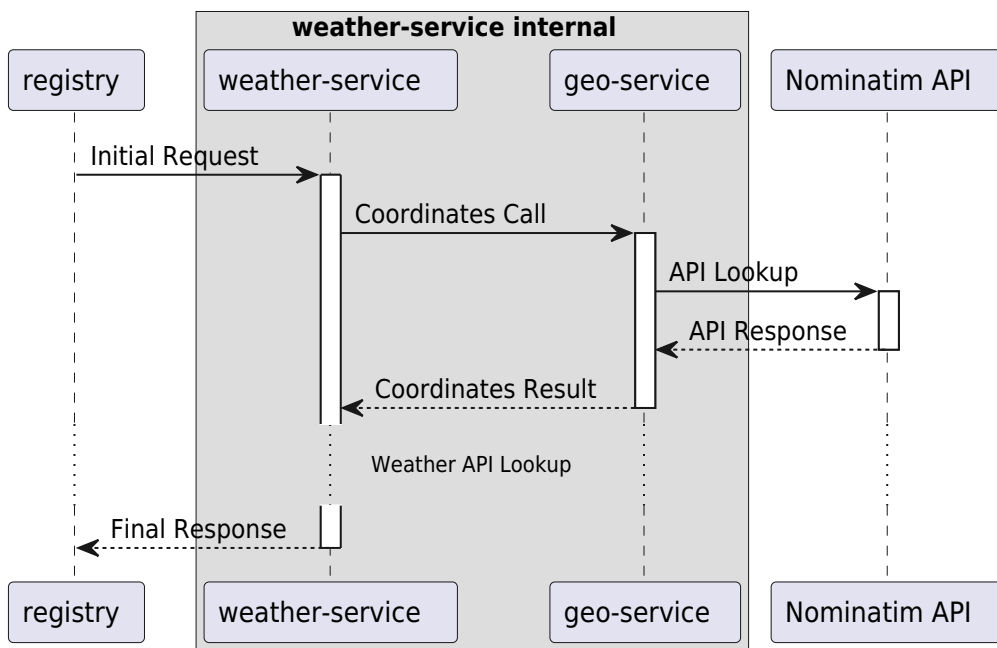 weather-service internal
registry
weather-service
geo-service
Nominatim API
Initial Request
Coordinates Call
API Lookup
API Response
Coordinates Result
Weather API Lookup
Final Response
registry
weather-service
geo-service
Nominatim API